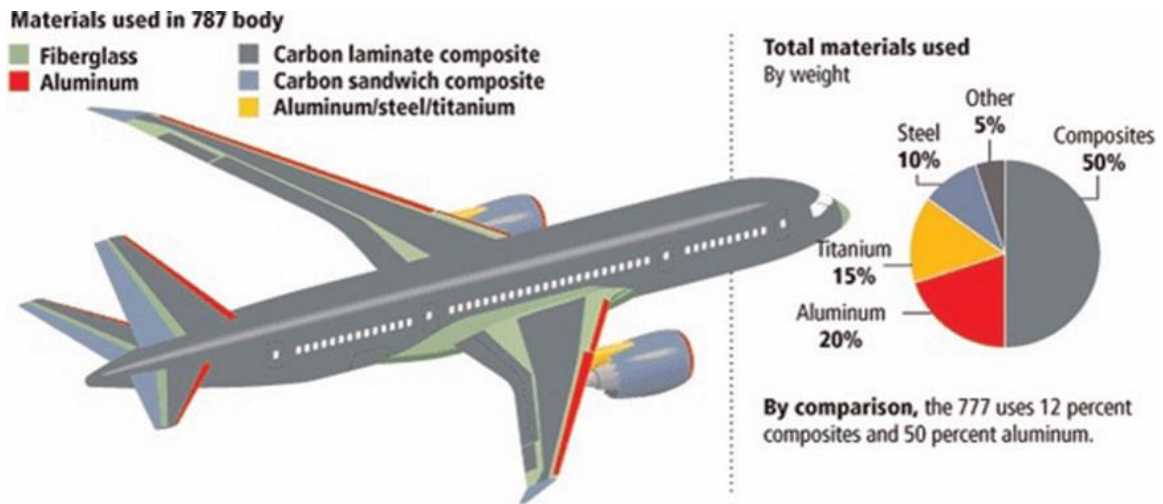 Materials used in 787 body
Fiberglass
Aluminum
Carbon laminate composite
Carbon sandwich composite
Aluminum/steel/titanium
Total materials used
By weight
Other
5%
Steel
10%
Composites
50%
Titanium
15%
Aluminum
20%
By comparison, the 777 uses 12 percent
composites and 50 percent aluminum.